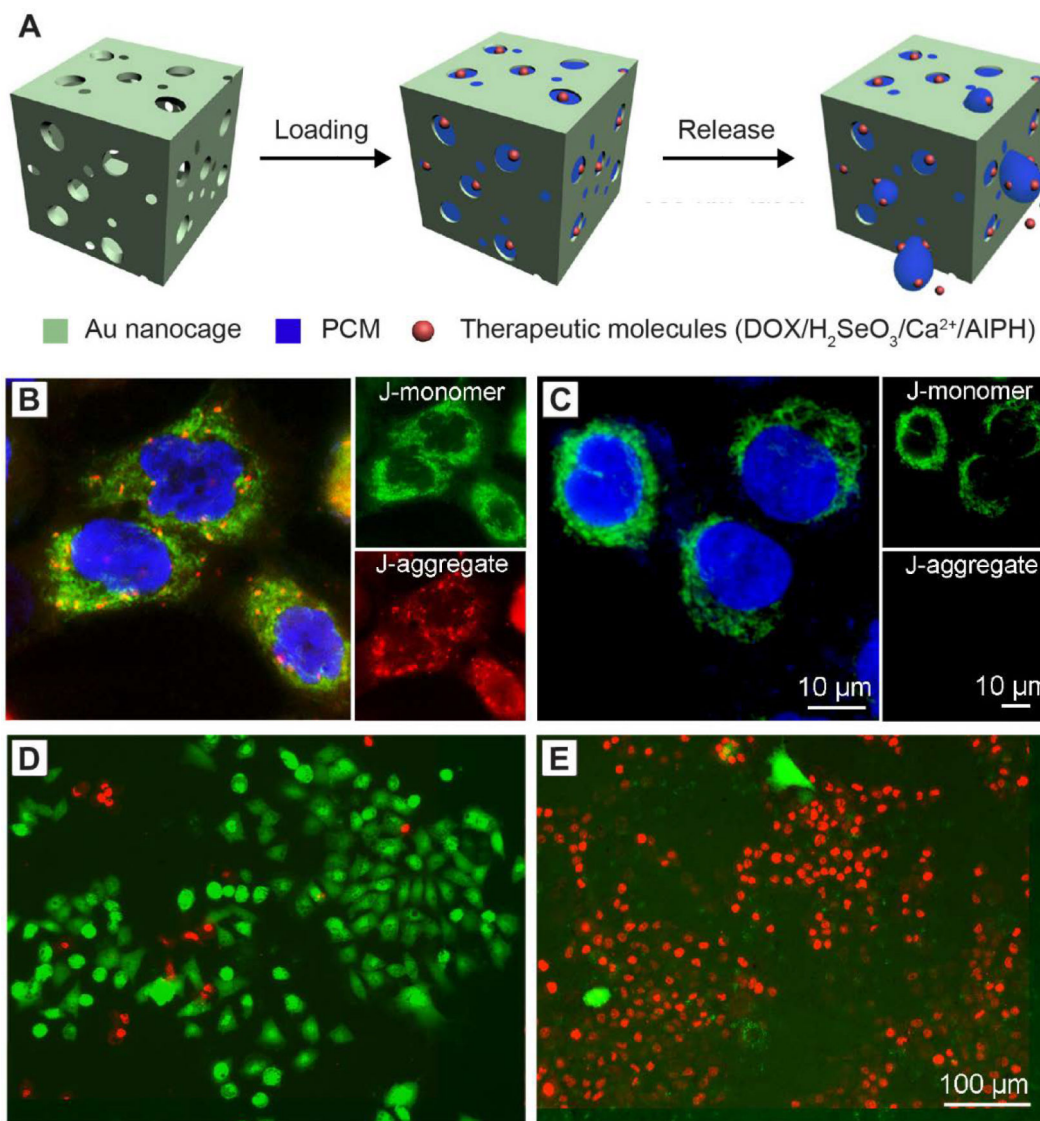 A
Loading
Release
Au nanocage
PCM
Therapeutic molecules (DOX/H₂SeO₃/Ca²⁺/AIPH)
B
J-monomer
J-aggregate
C
10 µm
J-monomer
J-aggregate
10 µm
D
E
100 µm